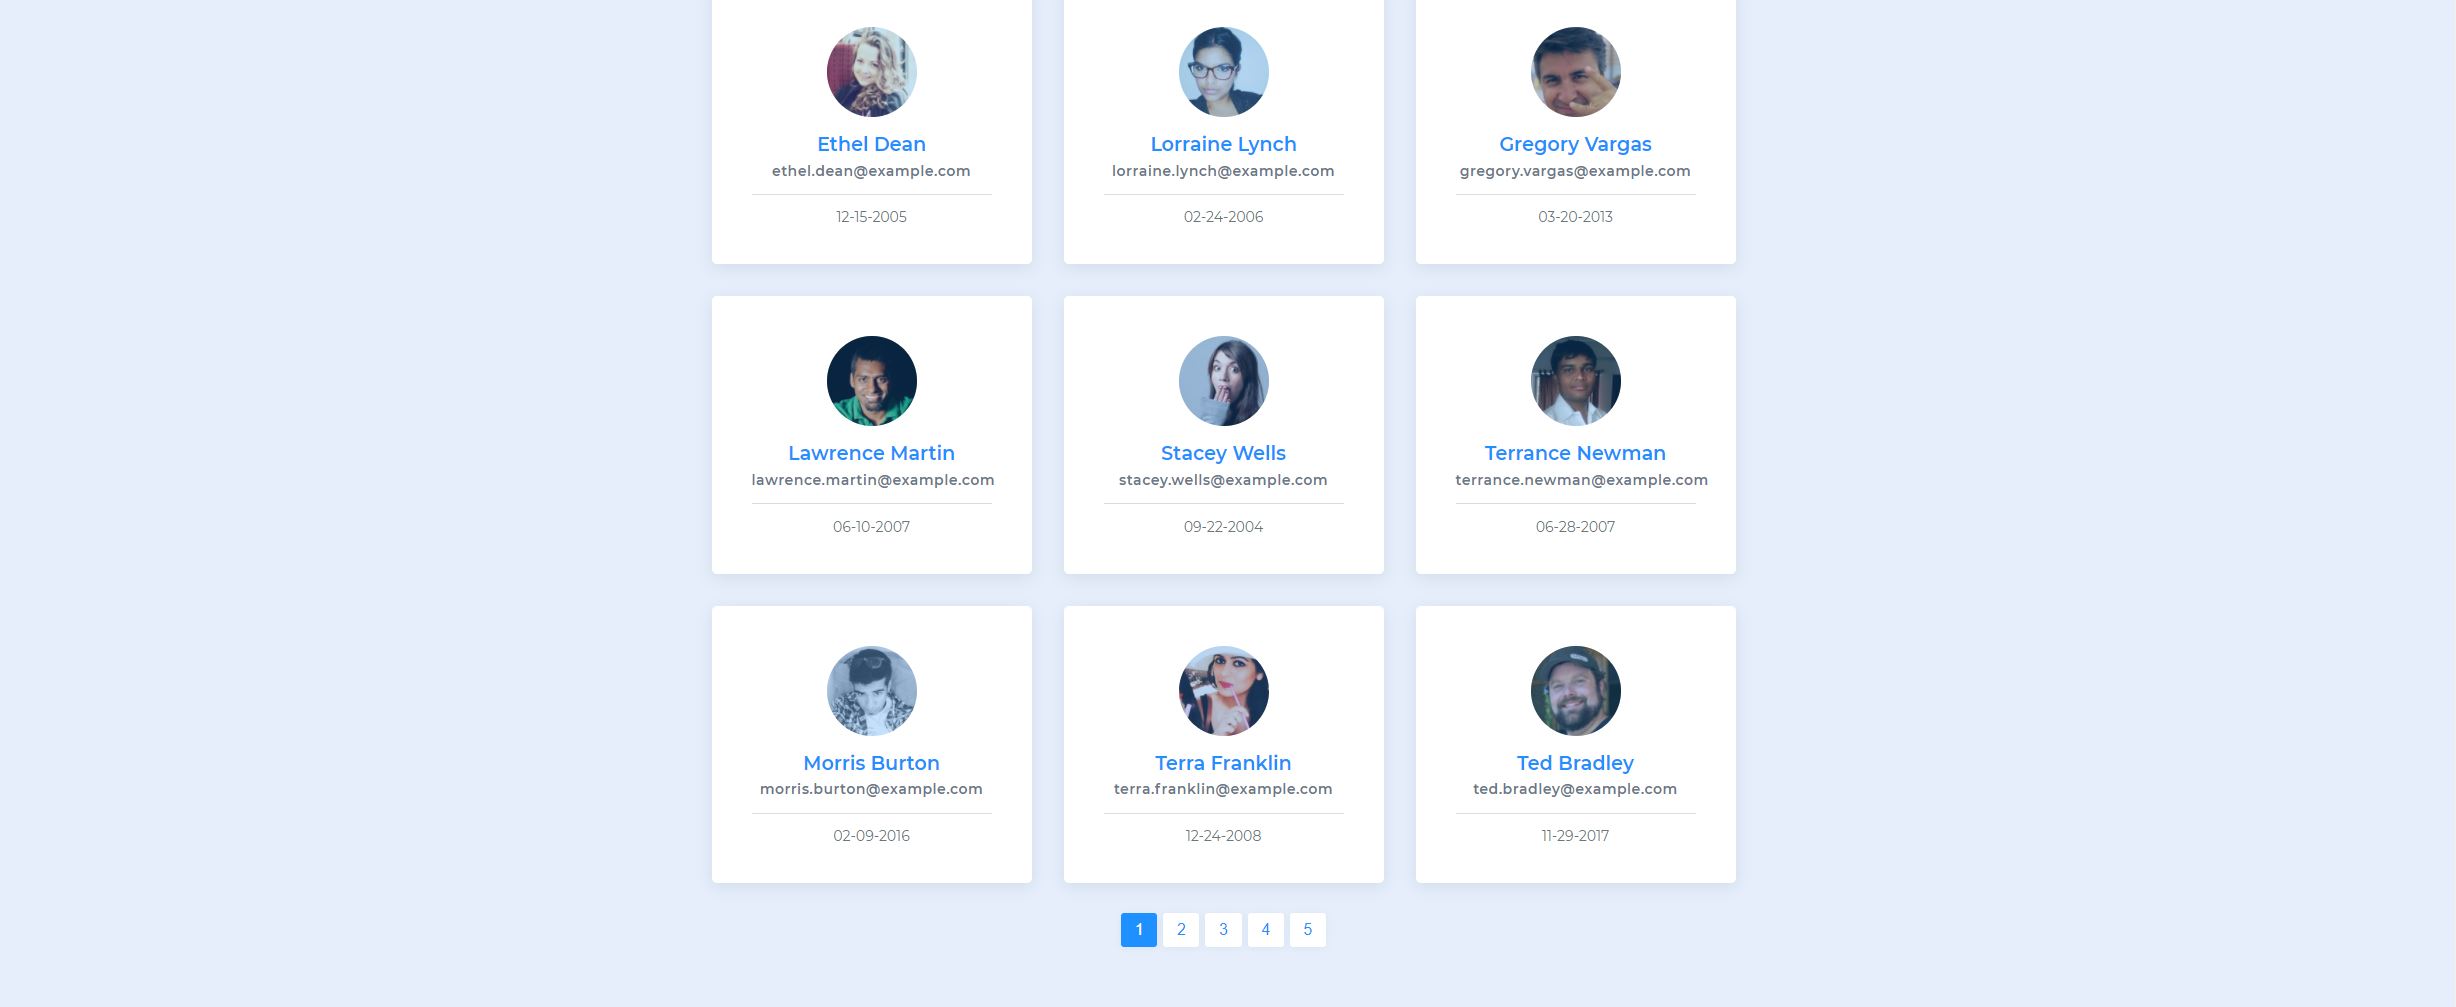 Ethel Dean
ethel.dean@example.com
12-15-2005
Lorraine Lynch
lorraine.lynch@example.com
02-24-2006
Gregory Vargas
gregory.vargas@example.com
03-20-2013
Lawrence Martin
lawrence.martin@example.com
06-10-2007
Stacey Wells
stacey.wells@example.com
09-22-2004
Terrance Newman
terrance.newman@example.com
06-28-2007
Morris Burton
morris.burton@example.com
02-09-2016
Terra Franklin
terra.franklin@example.com
12-24-2008
Ted Bradley
ted.bradley@example.com
11-29-2017
1 2 3 4 5